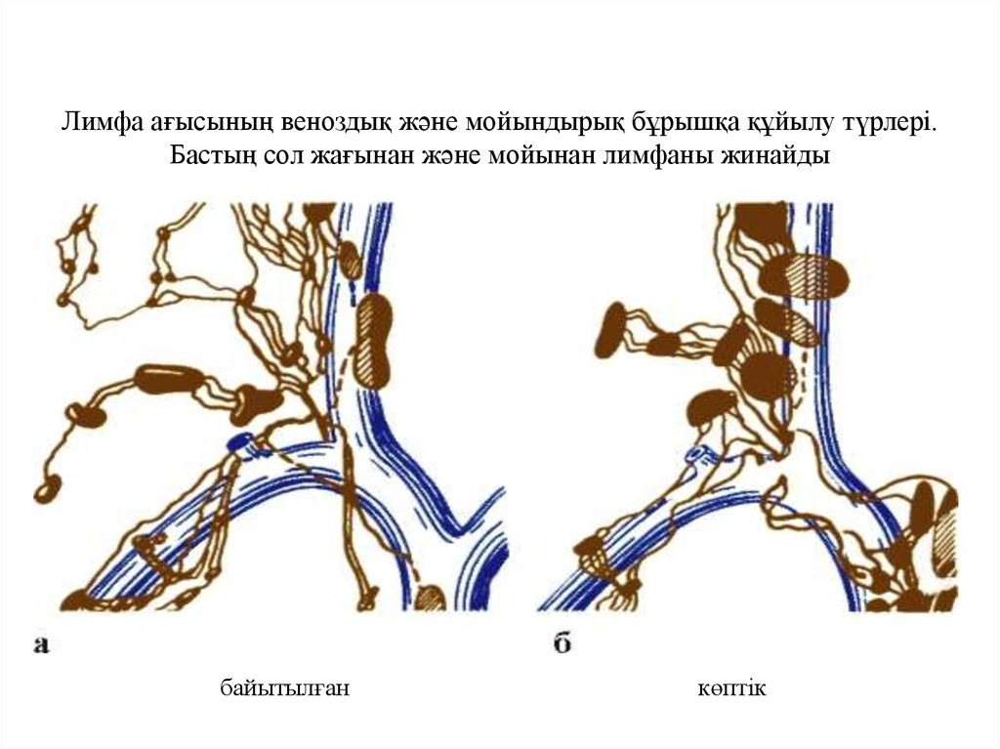 Лимфа ағысының веноздық және мойындырық бұрышқа құйылу түрлері.
Бастың сол жағынан және мойынан лимфаны жинайды
а
б
байытылған
көптік